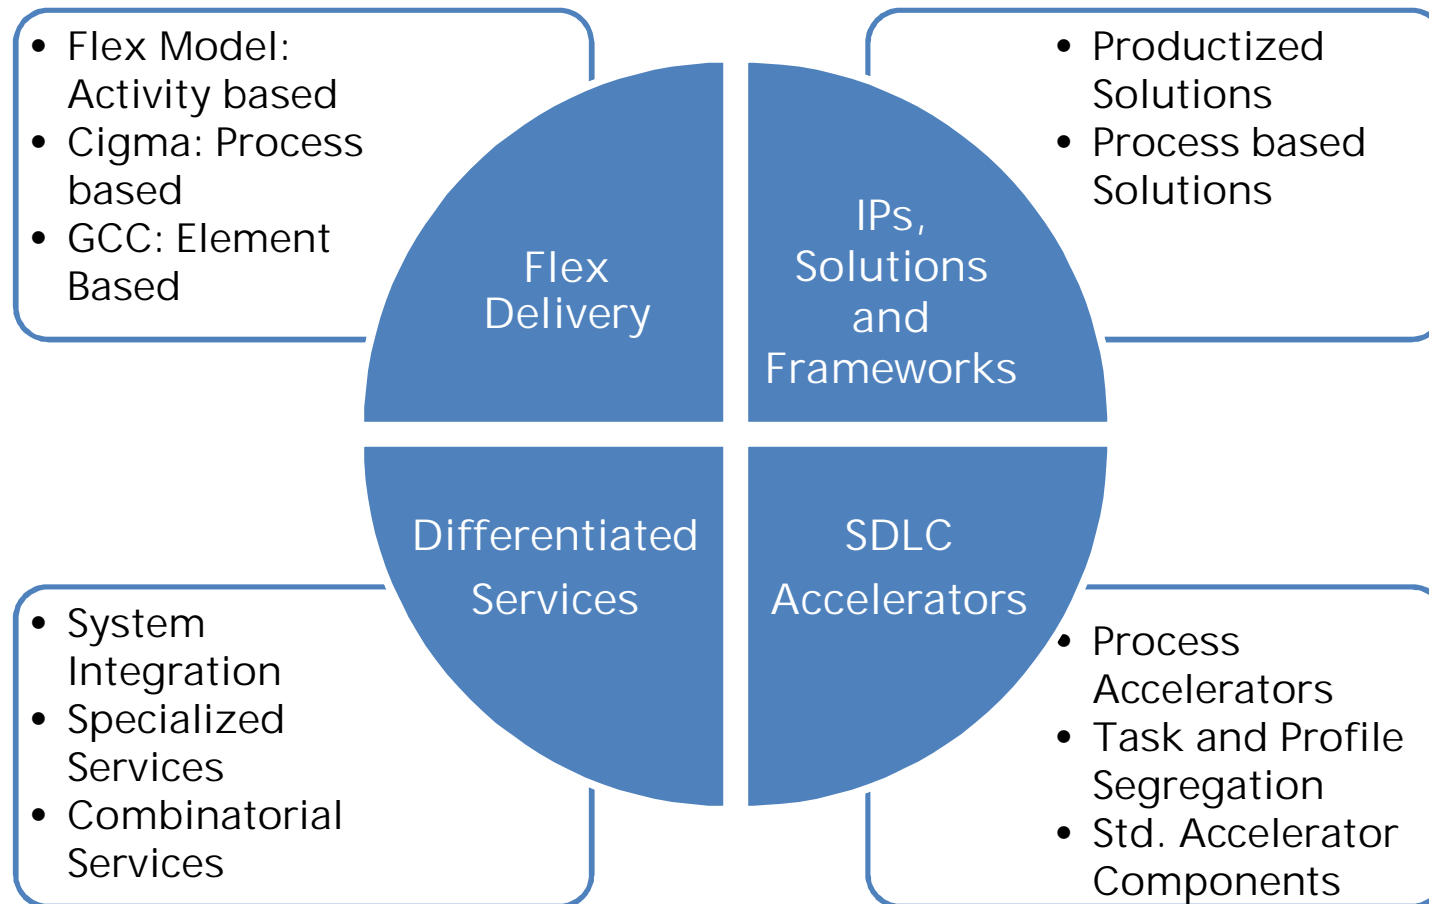 • Flex Model:
Activity based
• Cigma: Process
based
• GCC: Element
Based
• Productized
Solutions
• Process based
Solutions
Flex
Delivery
IPs,
Solutions
and
Frameworks
Differentiated
Services
SDLC
Accelerators
• System
Integration
• Specialized
Services
• Combinatorial
Services
• Process
Accelerators
• Task and Profile
Segregation
• Std. Accelerator
Components